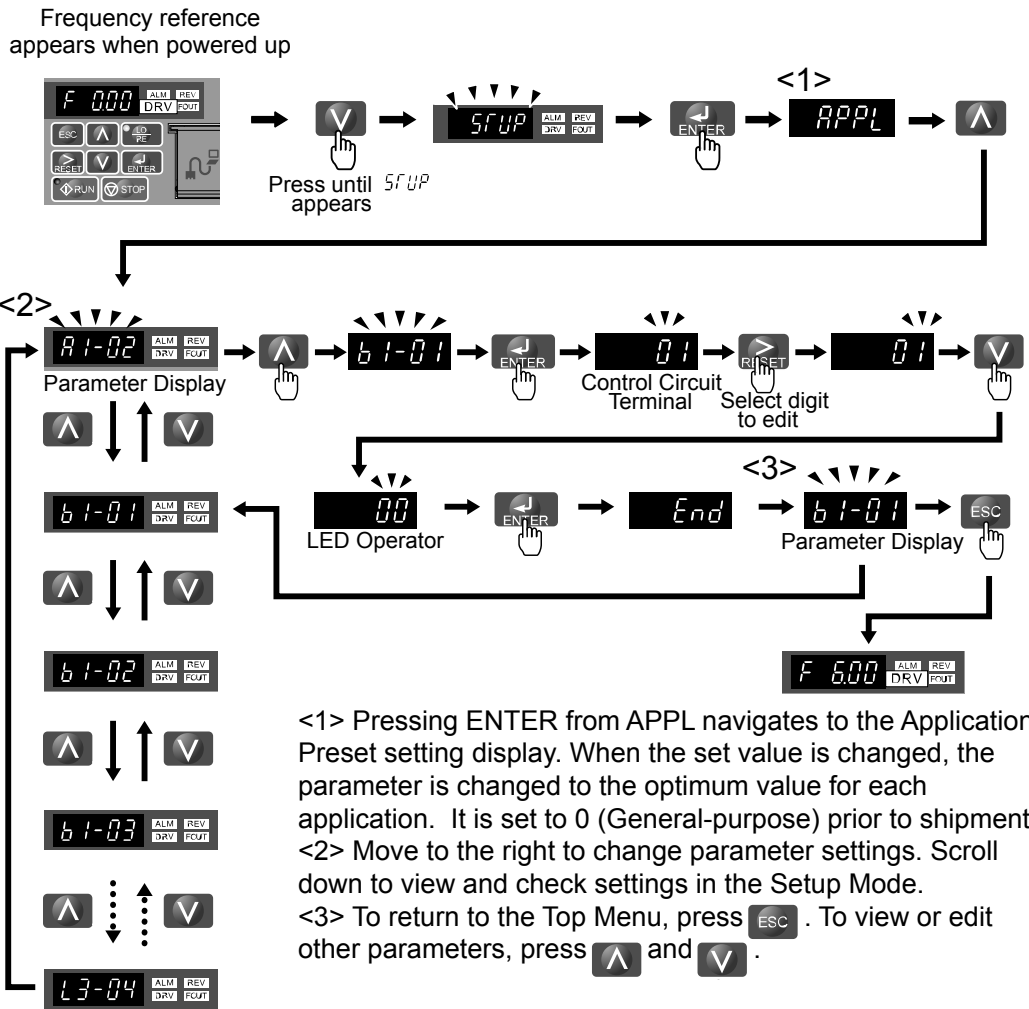 Frequency reference
appears when powered up
<1>
F 0.00 ALM REV DRV FOUT
ESC LO RE
RESET ENTER
RUN STOP
STUP ALM REV DRV FOUT
ENTER
APPL
Press until STUP
appears
<2>
A1-02 ALM REV DRV FOUT
b1-01
ENTER
01
RESET
01
Parameter Display
Control Circuit
Terminal
Select digit
to edit
<3>
b1-01 ALM REV DRV FOUT
00
ENTER
End
b1-01
ESC
LED Operator
Parameter Display
b1-02 ALM REV DRV FOUT
F 6.00 ALM REV DRV FOUT
b1-03 ALM REV DRV FOUT
L3-04 ALM REV DRV FOUT
<1> Pressing ENTER from APPL navigates to the Application
Preset setting display. When the set value is changed, the
parameter is changed to the optimum value for each
application. It is set to 0 (General-purpose) prior to shipment
<2> Move to the right to change parameter settings. Scroll
down to view and check settings in the Setup Mode.
<3> To return to the Top Menu, press ESC . To view or edit
other parameters, press and .